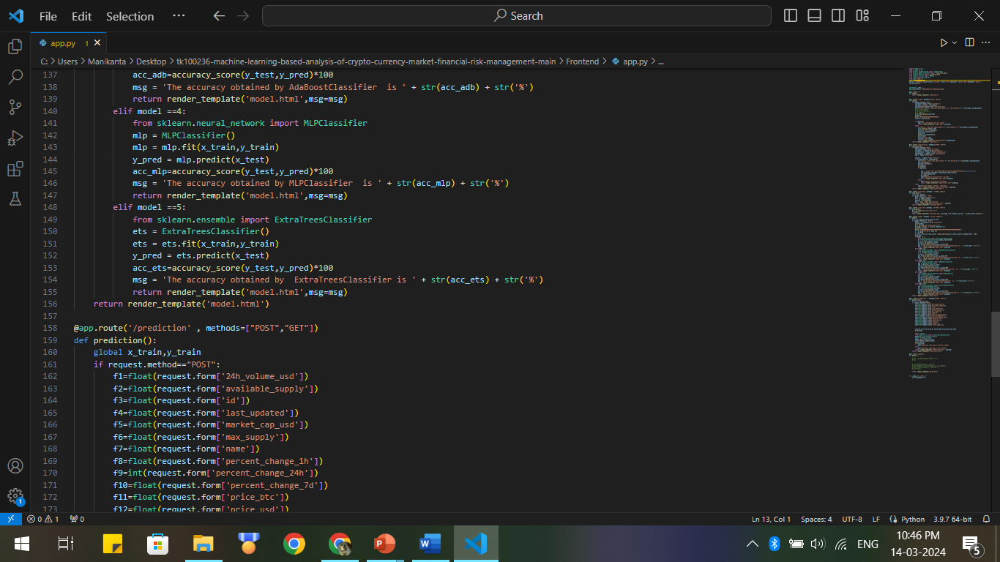 File Edit Selection ··· Search
app.py 1
C: > Users > Manikanta > Desktop > tk100236-machine-learning-based-analysis-of-crypto-currency-market-financial-risk-management-main > Frontend > app.py > ...
137 acc_adb=accuracy_score(y_test,y_pred)*100
138 msg = 'The accuracy obtained by AdaBoostClassifier  is ' + str(acc_adb) + str('%')
139 return render_template('model.html',msg=msg)
140 elif model ==4:
141 from sklearn.neural_network import MLPClassifier
142 mlp = MLPClassifier()
143 mlp = mlp.fit(x_train,y_train)
144 y_pred = mlp.predict(x_test)
145 acc_mlp=accuracy_score(y_test,y_pred)*100
146 msg = 'The accuracy obtained by MLPClassifier  is ' + str(acc_mlp) + str('%')
147 return render_template('model.html',msg=msg)
148 elif model ==5:
149 from sklearn.ensemble import ExtraTreesClassifier
150 ets = ExtraTreesClassifier()
151 ets = ets.fit(x_train,y_train)
152 y_pred = ets.predict(x_test)
153 acc_ets=accuracy_score(y_test,y_pred)*100
154 msg = 'The accuracy obtained by  ExtraTreesClassifier is ' + str(acc_ets) + str('%')
155 return render_template('model.html',msg=msg)
156 return render_template('model.html')
157
158 @app.route('/prediction' , methods=["POST","GET"])
159 def prediction():
160 global x_train,y_train
161 if request.method=="POST":
162 f1=float(request.form['24h_volume_usd'])
163 f2=float(request.form['available_supply'])
164 f3=float(request.form['id'])
165 f4=float(request.form['last_updated'])
166 f5=float(request.form['market_cap_usd'])
167 f6=float(request.form['max_supply'])
168 f7=float(request.form['name'])
169 f8=float(request.form['percent_change_1h'])
170 f9=int(request.form['percent_change_24h'])
171 f10=float(request.form['percent_change_7d'])
172 f11=float(request.form['price_btc'])
173 f12=float(request.form['price_usd'])
1
0 1 0 Ln 13, Col 1 Spaces: 4 UTF-8 LF Python 3.9.7 64-bit
ENG 10:46 PM
14-03-2024 5